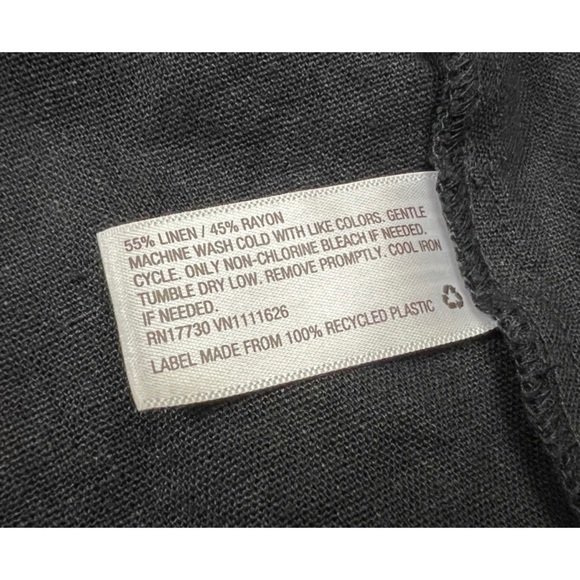 55% LINEN / 45% RAYON
MACHINE WASH COLD WITH LIKE COLORS. GENTLE
CYCLE. ONLY NON-CHLORINE BLEACH IF NEEDED.
TUMBLE DRY LOW. REMOVE PROMPTLY. COOL IRON
IF NEEDED.
RN17730 VN1111626
LABEL MADE FROM 100% RECYCLED PLASTIC